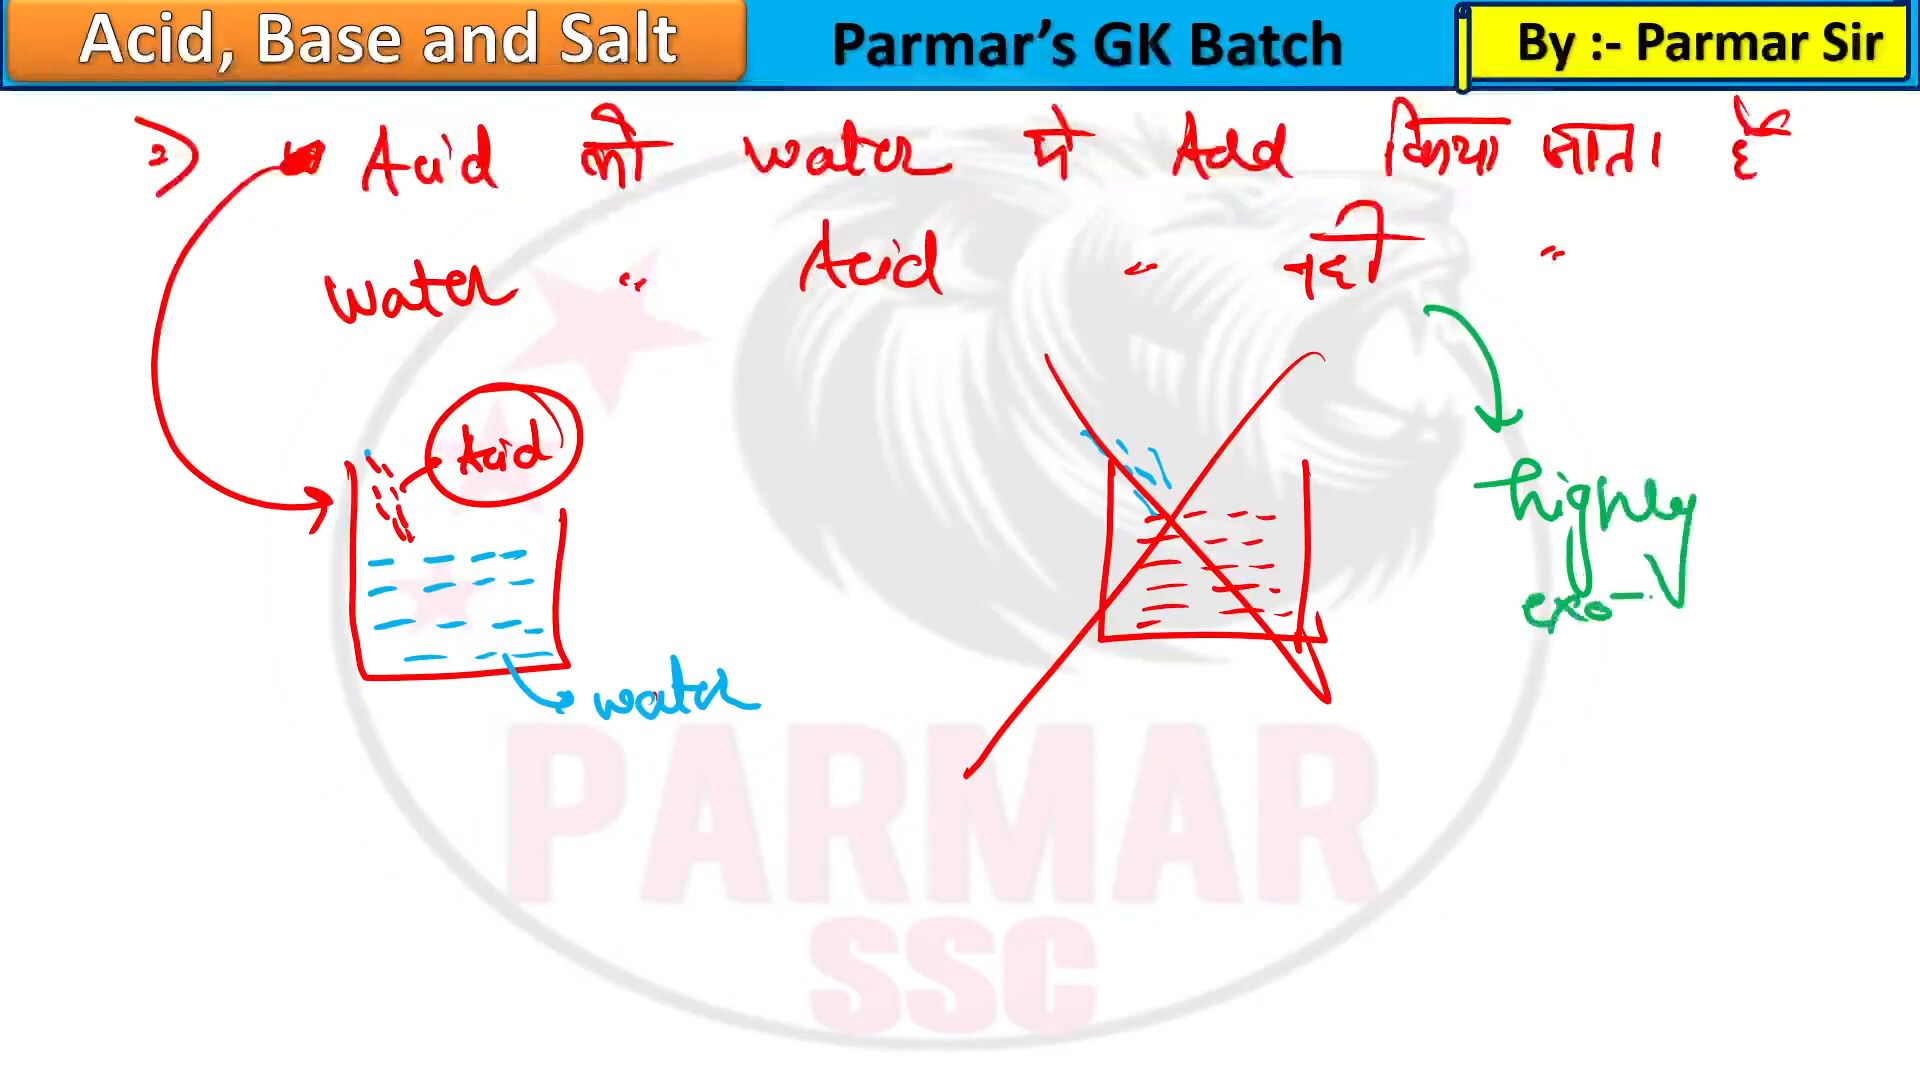 Acid, Base and Salt
Parmar's GK Batch
By :- Parmar Sir
2) Acid को water में Add किया जाता है
water " Acid " नहीं "
Acid
water
highly
exo-
PARMAR
SSC